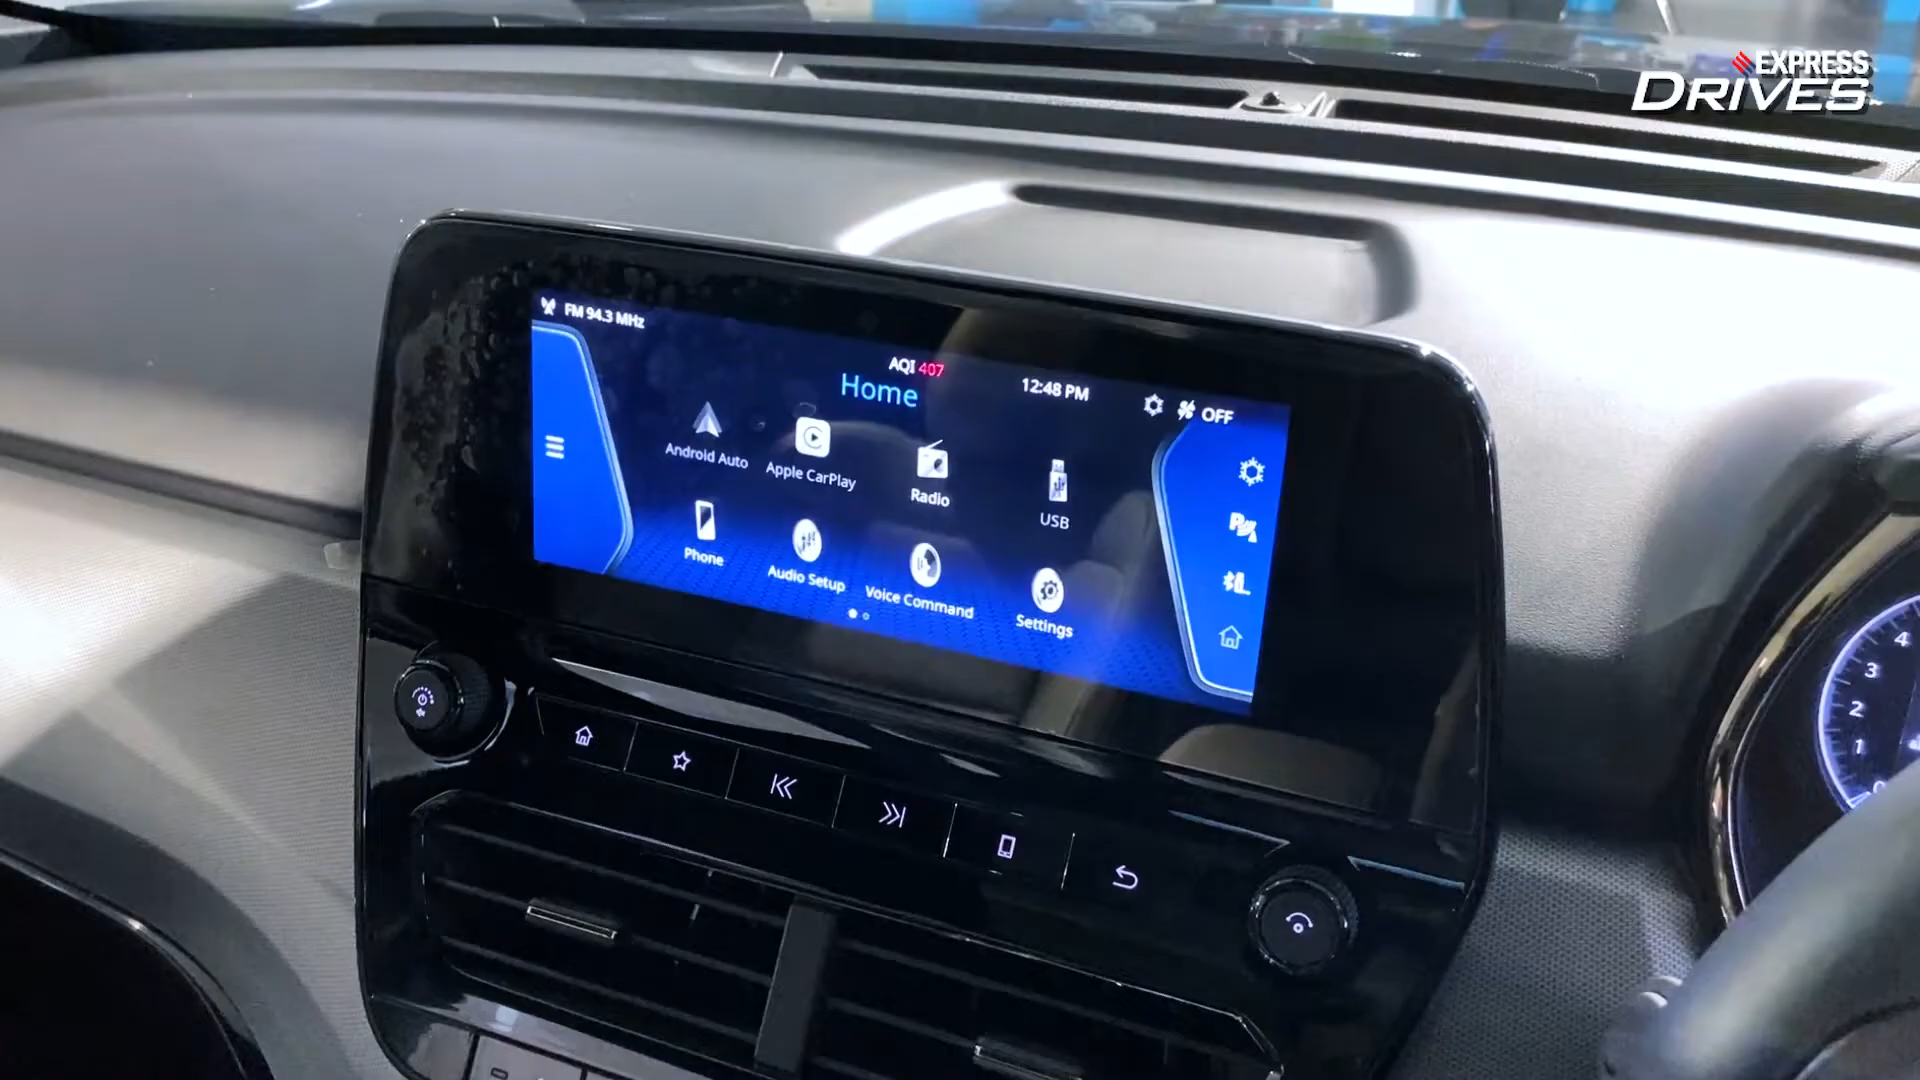 EXPRESS
DRIVES
FM 94.3 MHz
AQI 407
12:48 PM
OFF
Home
Android Auto
Apple CarPlay
Radio
USB
Phone
Audio Setup
Voice Command
Settings
4
3
2
1
0